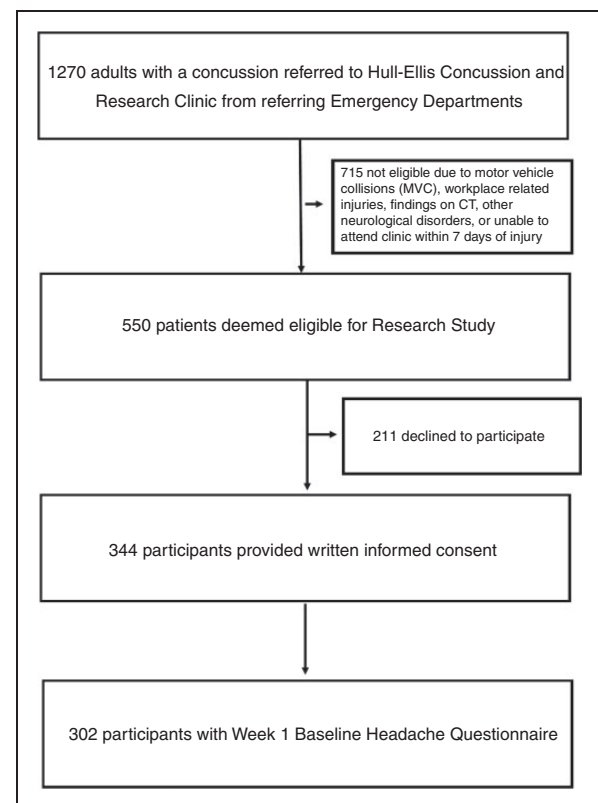 1270 adults with a concussion referred to Hull-Ellis Concussion and
Research Clinic from referring Emergency Departments
715 not eligible due to motor vehicle
collisions (MVC), workplace related
injuries, findings on CT, other
neurological disorders, or unable to
attend clinic within 7 days of injury
550 patients deemed eligible for Research Study
211 declined to participate
344 participants provided written informed consent
302 participants with Week 1 Baseline Headache Questionnaire